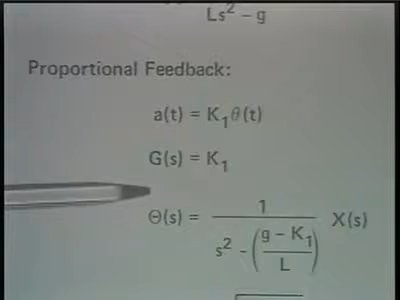 Ls² – g
Proportional Feedback:
a(t) = K₁θ(t)
G(s) = K₁
Θ(s) = 1 / (s² – ((g – K₁) / L)) X(s)